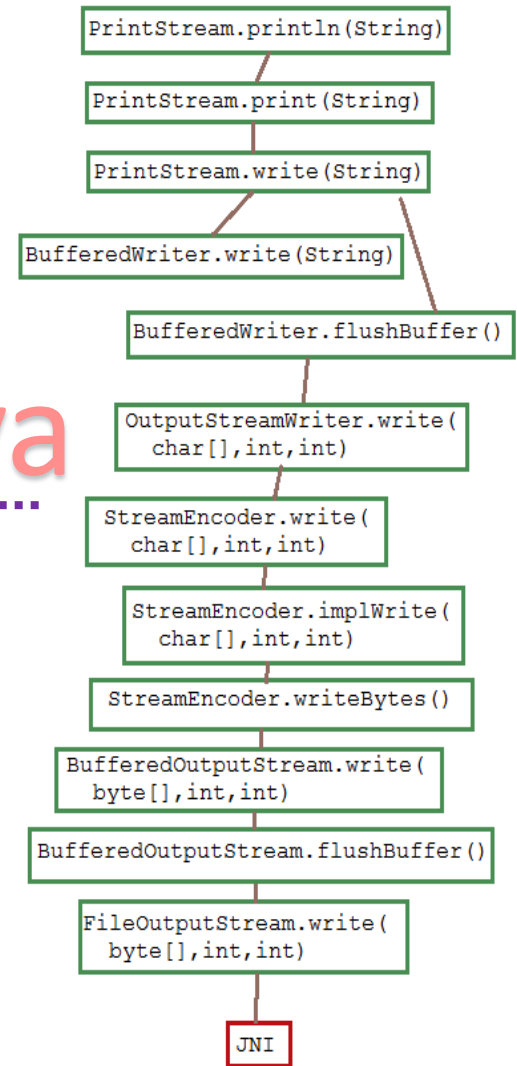 PrintStream.println(String)
PrintStream.print(String)
PrintStream.write(String)
BufferedWriter.write(String)
BufferedWriter.flushBuffer()
va
OutputStreamWriter.write(
char[],int,int)
...
StreamEncoder.write(
char[],int,int)
StreamEncoder.implWrite(
char[],int,int)
StreamEncoder.writeBytes()
BufferedOutputStream.write(
byte[],int,int)
BufferedOutputStream.flushBuffer()
FileOutputStream.write(
byte[],int,int)
JNI